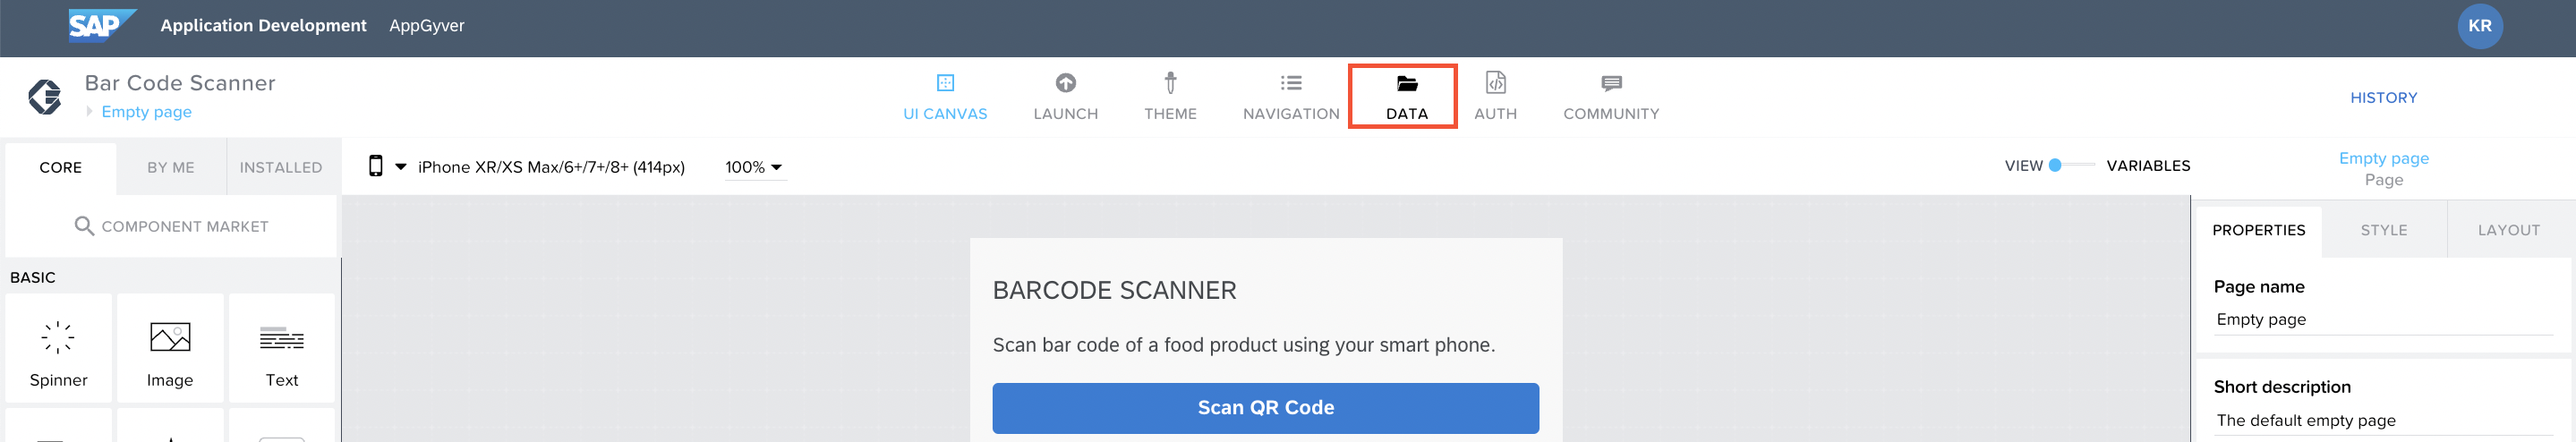 SAP Application Development AppGyver KR
Bar Code Scanner
Empty page
UI CANVAS LAUNCH THEME NAVIGATION DATA AUTH COMMUNITY
HISTORY
CORE BY ME INSTALLED
iPhone XR/XS Max/6+/7+/8+ (414px) 100%
VIEW VARIABLES
Empty page
Page
COMPONENT MARKET
PROPERTIES STYLE LAYOUT
BASIC
Spinner Image Text
BARCODE SCANNER
Scan bar code of a food product using your smart phone.
Scan QR Code
Page name
Empty page
Short description
The default empty page